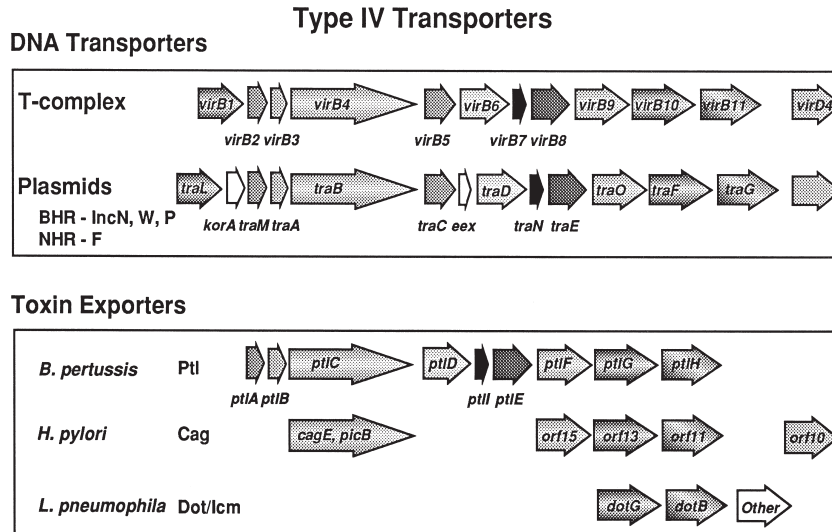 Type IV Transporters
DNA Transporters
T-complex virB1 virB4 virB6 virB9 virB10 virB11 virD4
virB2 virB3 virB5 virB7 virB8
Plasmids traL traB traD traO traF traG
BHR - IncN, W, P korA traM traA traC eex traN traE
NHR - F
Toxin Exporters
B. pertussis Ptl ptlC ptlD ptlF ptlG ptlH
ptlA ptlB ptlI ptlE
H. pylori Cag cagE, picB orf15 orf13 orf11 orf10
L. pneumophila Dot/Icm dotG dotB Other